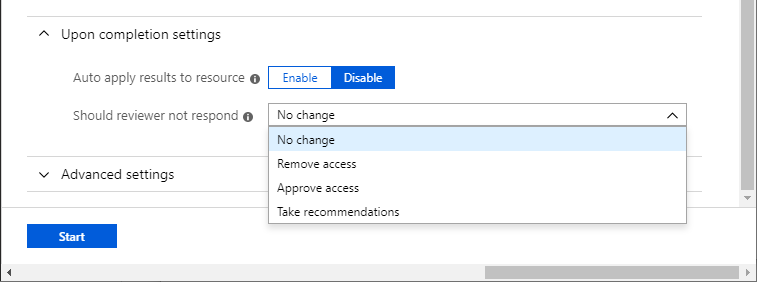 Upon completion settings
Auto apply results to resource Enable Disable
Should reviewer not respond No change
No change
Remove access
Advanced settings
Approve access
Take recommendations
Start